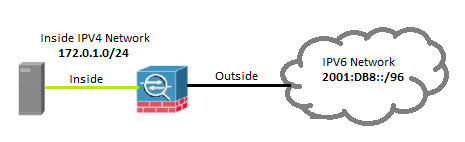 Inside IPV4 Network
172.0.1.0/24
Inside
Outside
IPV6 Network
2001:DB8::/96